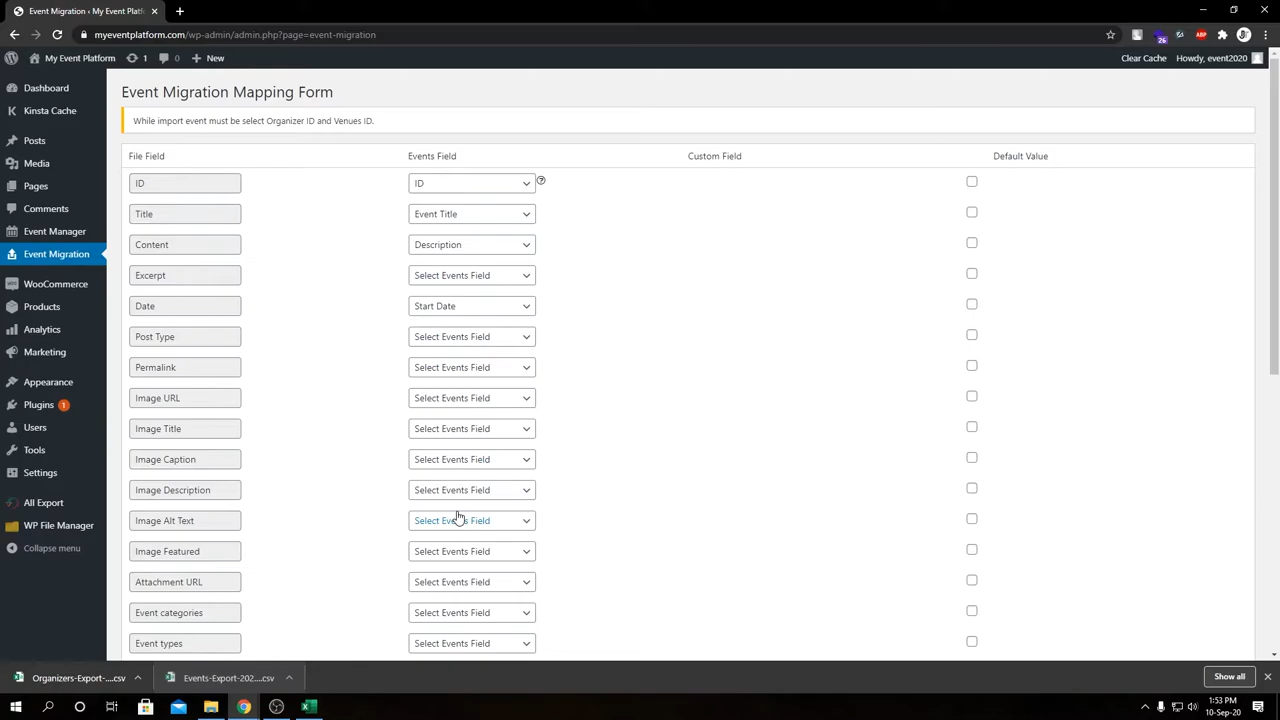 Event Migration ‹ My Event Platf
myeventplatform.com/wp-admin/admin.php?page=event-migration
26
ABP
Jr
My Event Platform
1
0
New
Clear Cache
Howdy, event2020
Dashboard
Kinsta Cache
Posts
Media
Pages
Comments
Event Manager
Event Migration
WooCommerce
Products
Analytics
Marketing
Appearance
Plugins 1
Users
Tools
Settings
All Export
WP File Manager
Collapse menu
Event Migration Mapping Form
While import event must be select Organizer ID and Venues ID.
File Field Events Field Custom Field Default Value
ID ID
Title Event Title
Content Description
Excerpt Select Events Field
Date Start Date
Post Type Select Events Field
Permalink Select Events Field
Image URL Select Events Field
Image Title Select Events Field
Image Caption Select Events Field
Image Description Select Events Field
Image Alt Text Select Events Field
Image Featured Select Events Field
Attachment URL Select Events Field
Event categories Select Events Field
Event types Select Events Field
Organizers-Export-....csv
Events-Export-202....csv
Show all
1:53 PM
10-Sep-20